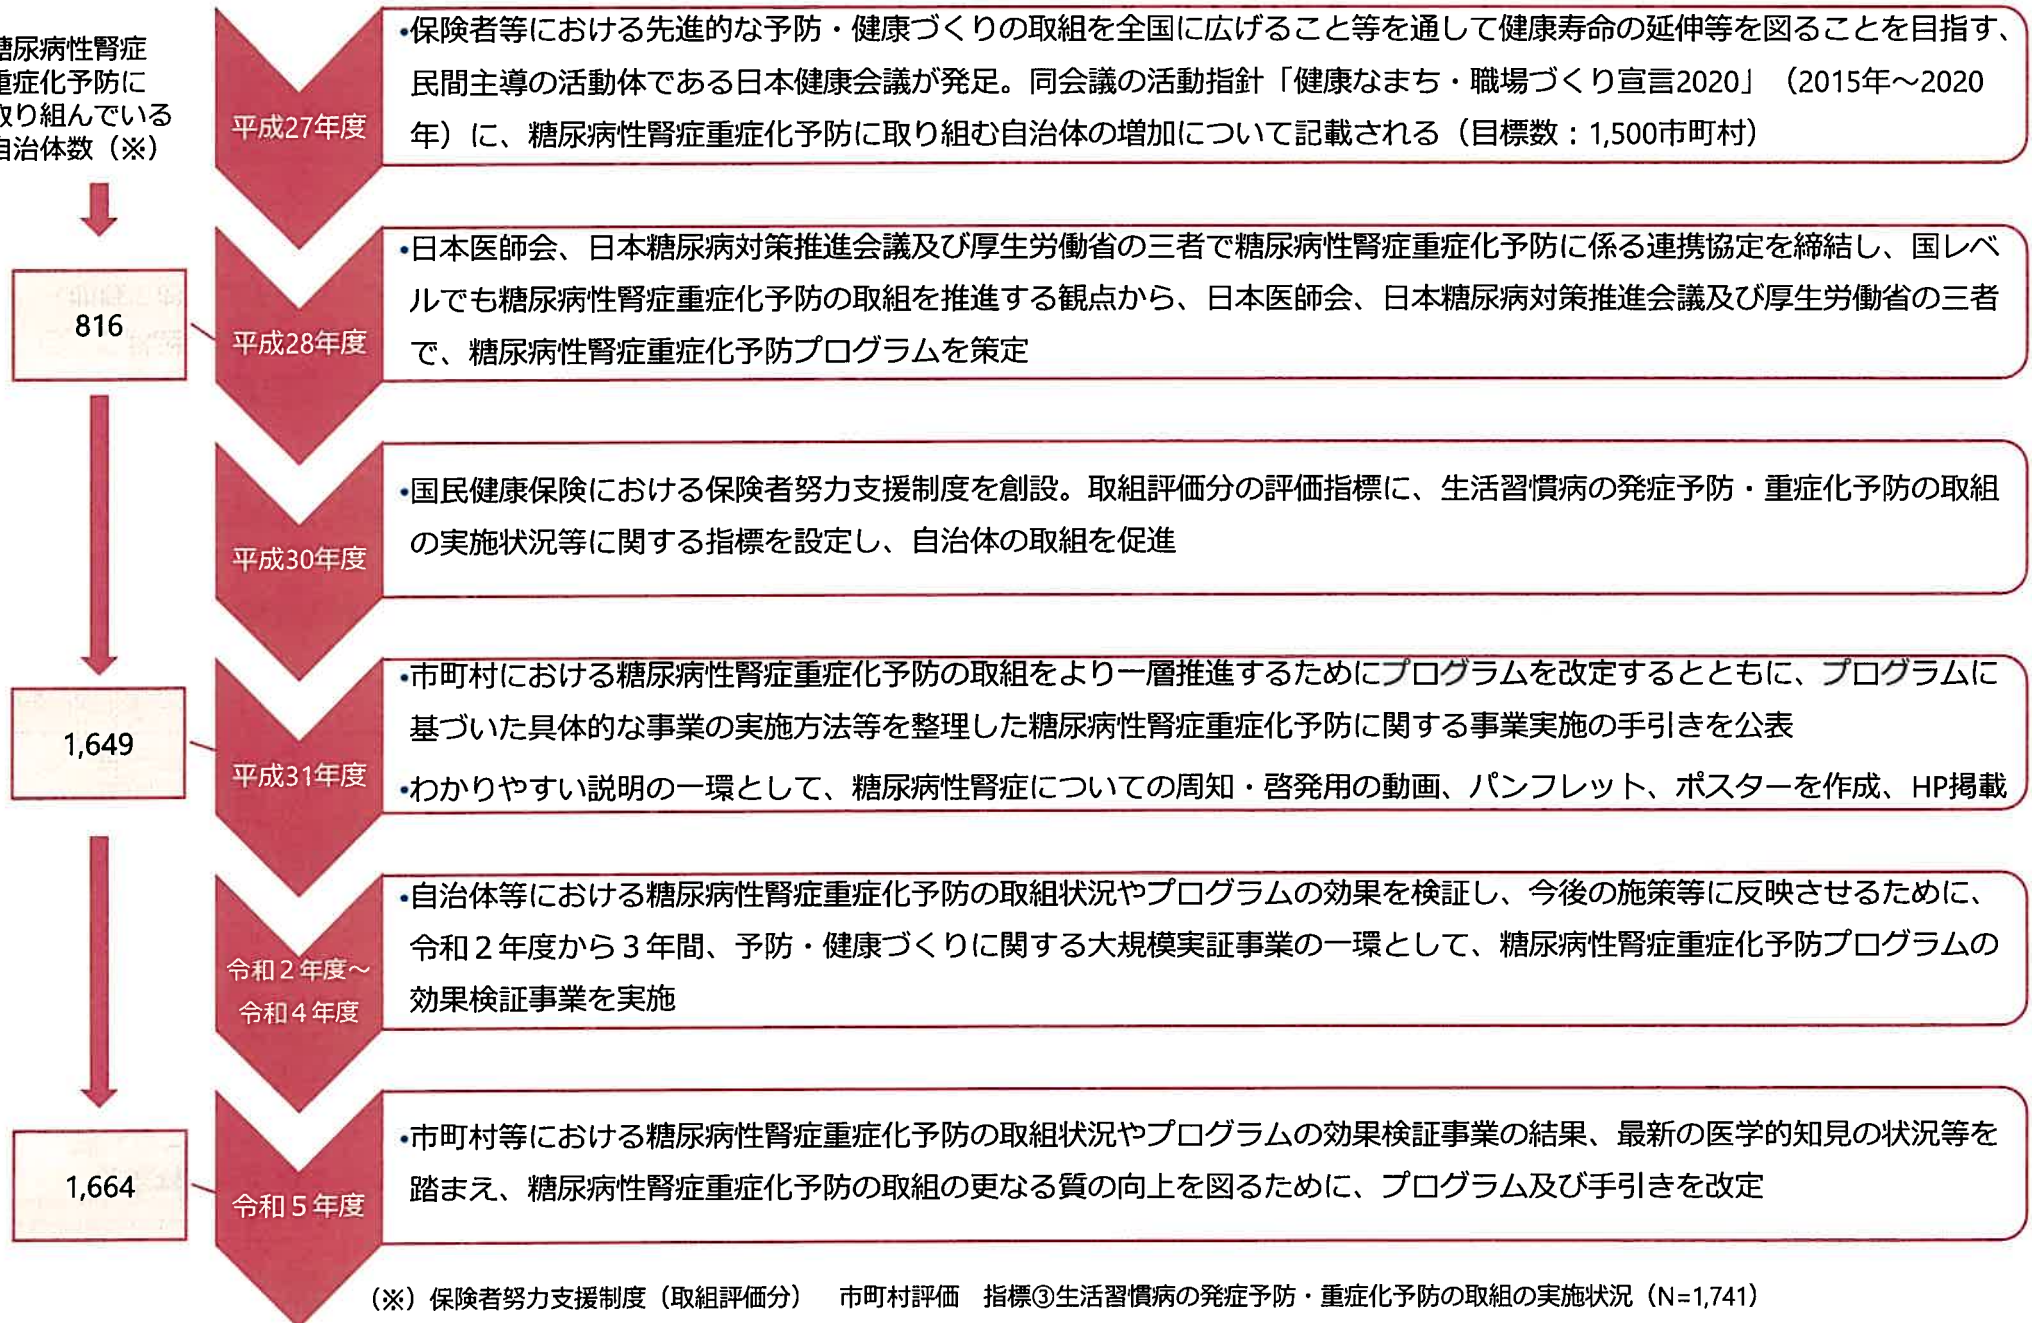 糖尿病性腎症
重症化予防に
取り組んでいる
自治体数（※）
平成27年度
•保険者等における先進的な予防・健康づくりの取組を全国に広げること等を通して健康寿命の延伸等を図ることを目指す、
民間主導の活動体である日本健康会議が発足。同会議の活動指針「健康なまち・職場づくり宣言2020」（2015年～2020
年）に、糖尿病性腎症重症化予防に取り組む自治体の増加について記載される（目標数：1,500市町村）
816
平成28年度
•日本医師会、日本糖尿病対策推進会議及び厚生労働省の三者で糖尿病性腎症重症化予防に係る連携協定を締結し、国レベ
ルでも糖尿病性腎症重症化予防の取組を推進する観点から、日本医師会、日本糖尿病対策推進会議及び厚生労働省の三者
で、糖尿病性腎症重症化予防プログラムを策定
平成30年度
•国民健康保険における保険者努力支援制度を創設。取組評価分の評価指標に、生活習慣病の発症予防・重症化予防の取組
の実施状況等に関する指標を設定し、自治体の取組を促進
1,649
平成31年度
•市町村における糖尿病性腎症重症化予防の取組をより一層推進するためにプログラムを改定するとともに、プログラムに
基づいた具体的な事業の実施方法等を整理した糖尿病性腎症重症化予防に関する事業実施の手引きを公表
•わかりやすい説明の一環として、糖尿病性腎症についての周知・啓発用の動画、パンフレット、ポスターを作成、HP掲載
令和２年度～
令和４年度
•自治体等における糖尿病性腎症重症化予防の取組状況やプログラムの効果を検証し、今後の施策等に反映させるために、
令和２年度から３年間、予防・健康づくりに関する大規模実証事業の一環として、糖尿病性腎症重症化予防プログラムの
効果検証事業を実施
1,664
令和５年度
•市町村等における糖尿病性腎症重症化予防の取組状況やプログラムの効果検証事業の結果、最新の医学的知見の状況等を
踏まえ、糖尿病性腎症重症化予防の取組の更なる質の向上を図るために、プログラム及び手引きを改定
（※）保険者努力支援制度（取組評価分）　市町村評価　指標③生活習慣病の発症予防・重症化予防の取組の実施状況（N=1,741）